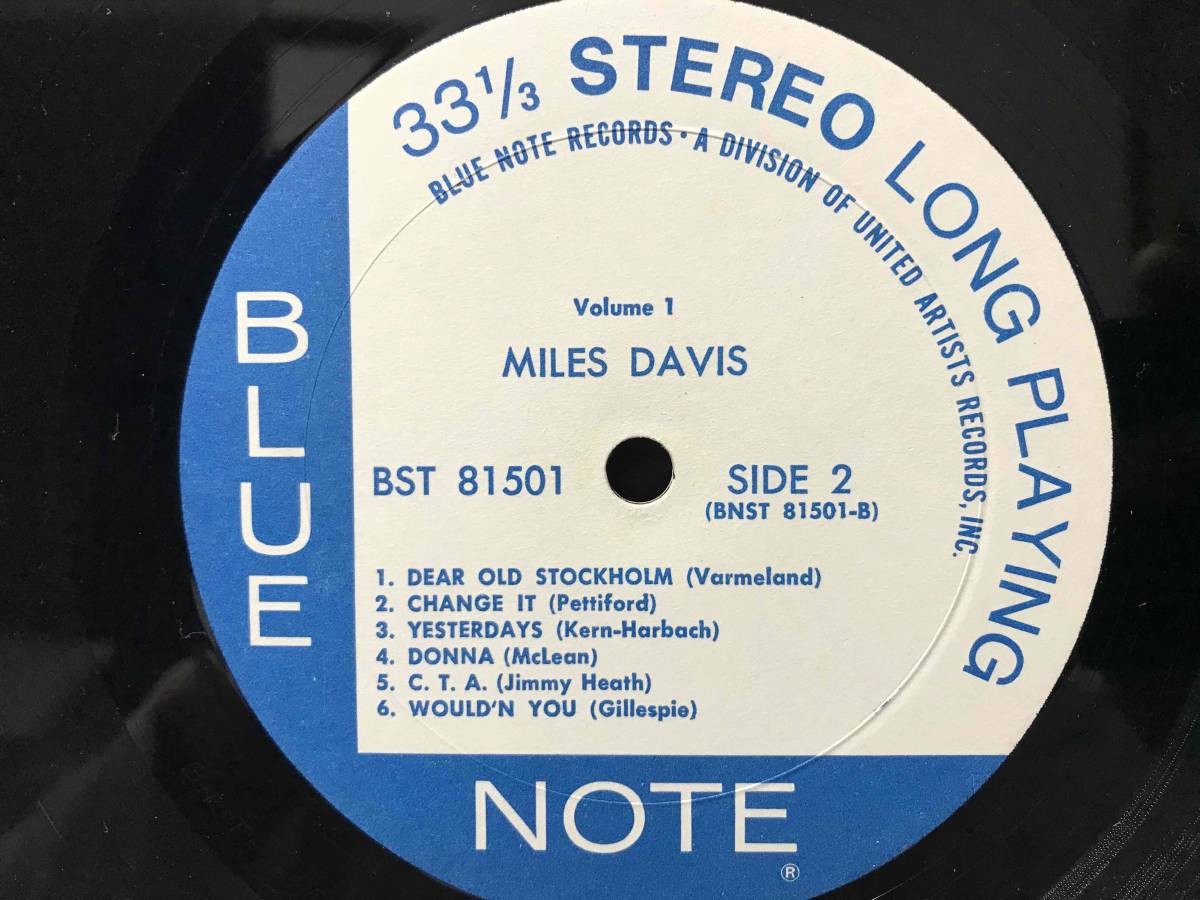 33 1/3 STEREO LONG PLAYING
BLUE NOTE RECORDS • A DIVISION OF UNITED ARTISTS RECORDS, INC.
Volume 1
MILES DAVIS
BST 81501
SIDE 2
(BNST 81501-B)
1. DEAR OLD STOCKHOLM (Varmeland)
2. CHANGE IT (Pettiford)
3. YESTERDAYS (Kern-Harbach)
4. DONNA (McLean)
5. C. T. A. (Jimmy Heath)
6. WOULD'N YOU (Gillespie)
BLUE
NOTE ®